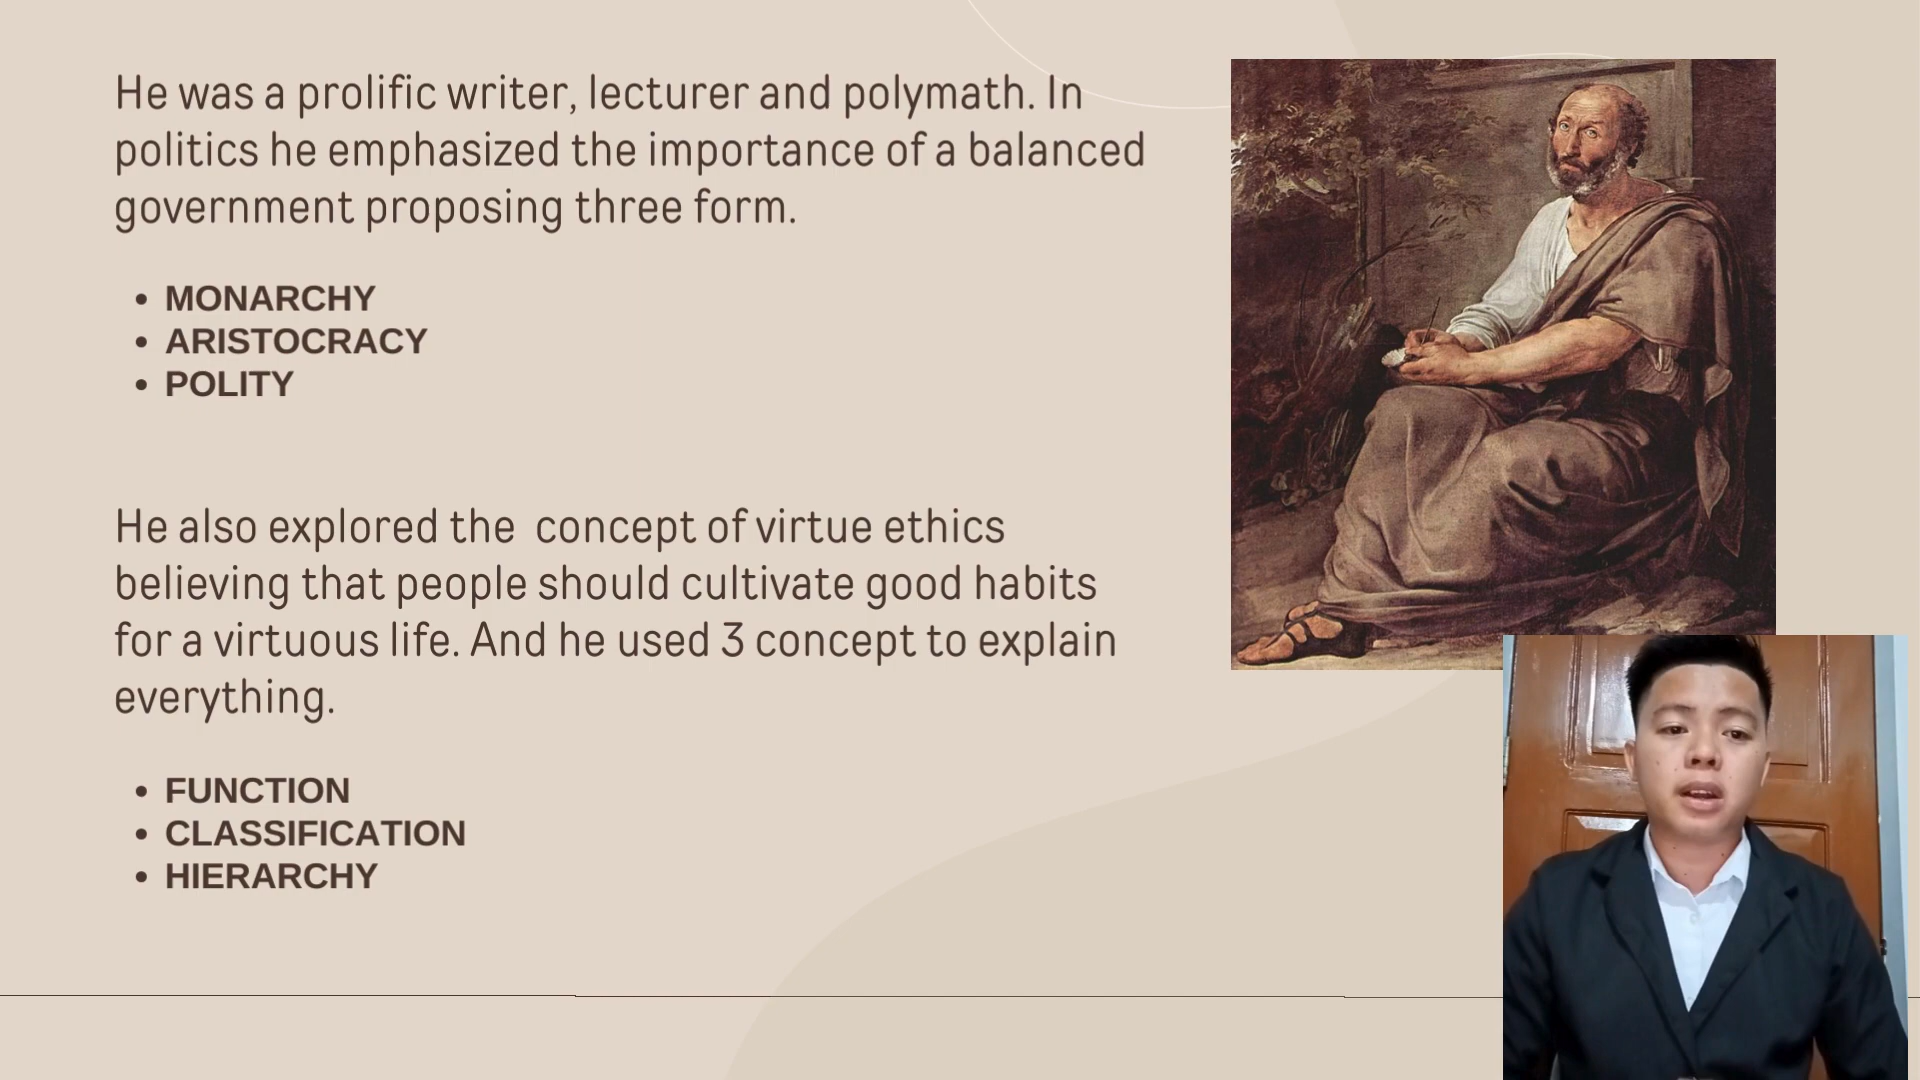 He was a prolific writer, lecturer and polymath. In
politics he emphasized the importance of a balanced
government proposing three form.
• MONARCHY
• ARISTOCRACY
• POLITY
He also explored the  concept of virtue ethics
believing that people should cultivate good habits
for a virtuous life. And he used 3 concept to explain
everything.
• FUNCTION
• CLASSIFICATION
• HIERARCHY